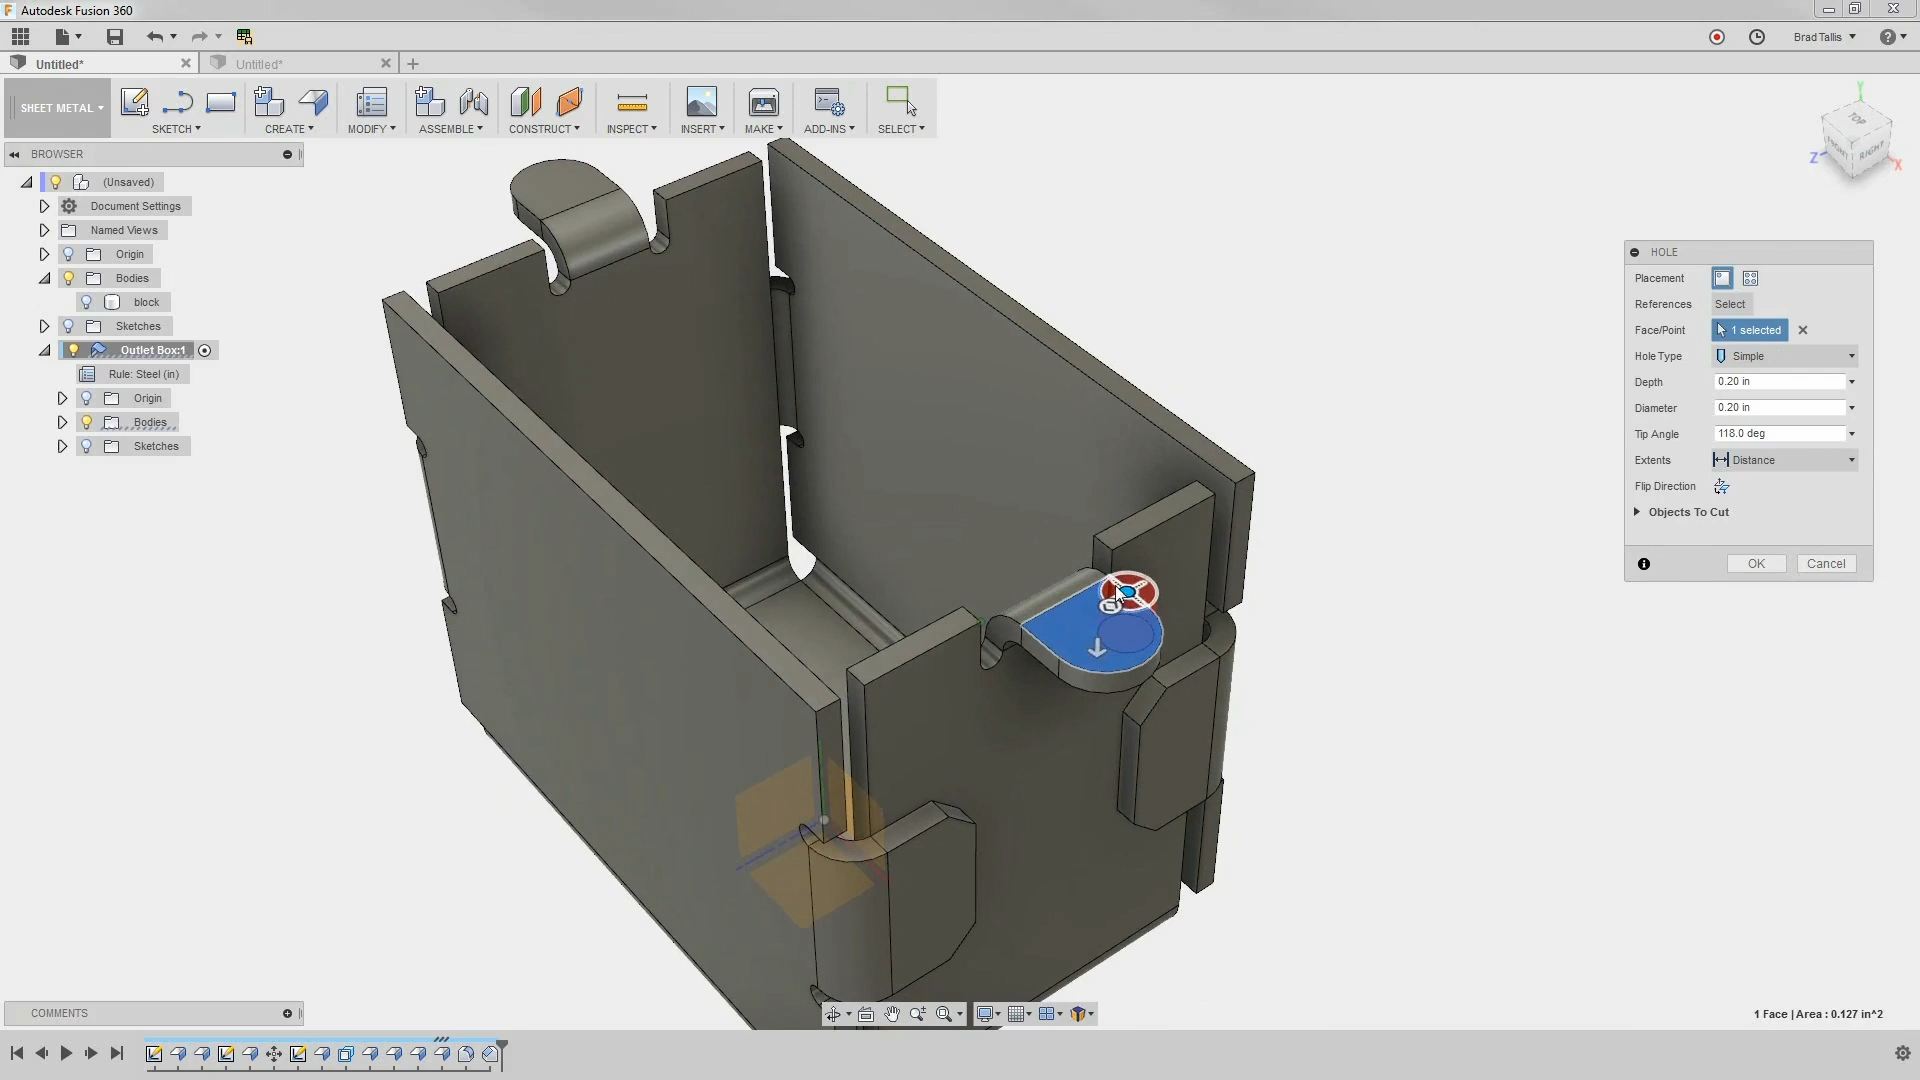 Autodesk Fusion 360
Brad Tallis
Untitled*
Untitled*
SHEET METAL
SKETCH
CREATE
MODIFY
ASSEMBLE
CONSTRUCT
INSPECT
INSERT
MAKE
ADD-INS
SELECT
TOP
FRONT
RIGHT
Y
Z
X
BROWSER
(Unsaved)
Document Settings
Named Views
Origin
Bodies
block
Sketches
Outlet Box:1
Rule: Steel (in)
Origin
Bodies
Sketches
HOLE
Placement
References Select
Face/Point 1 selected
Hole Type Simple
Depth 0.20 in
Diameter 0.20 in
Tip Angle 118.0 deg
Extents Distance
Flip Direction
Objects To Cut
OK Cancel
COMMENTS
1 Face | Area : 0.127 in^2